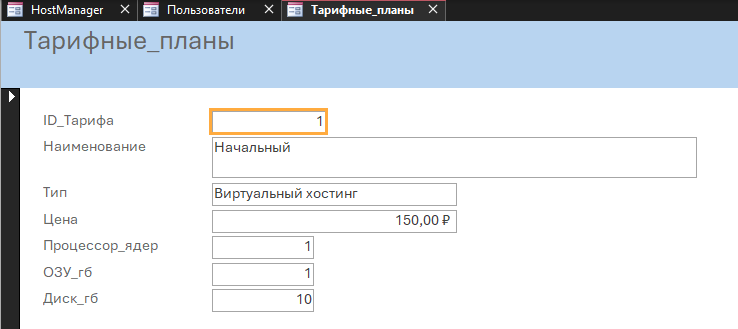 HostManager Пользователи Тарифные_планы
Тарифные_планы
ID_Тарифа 1
Наименование Начальный
Тип Виртуальный хостинг
Цена 150,00 ₽
Процессор_ядер 1
ОЗУ_гб 1
Диск_гб 10